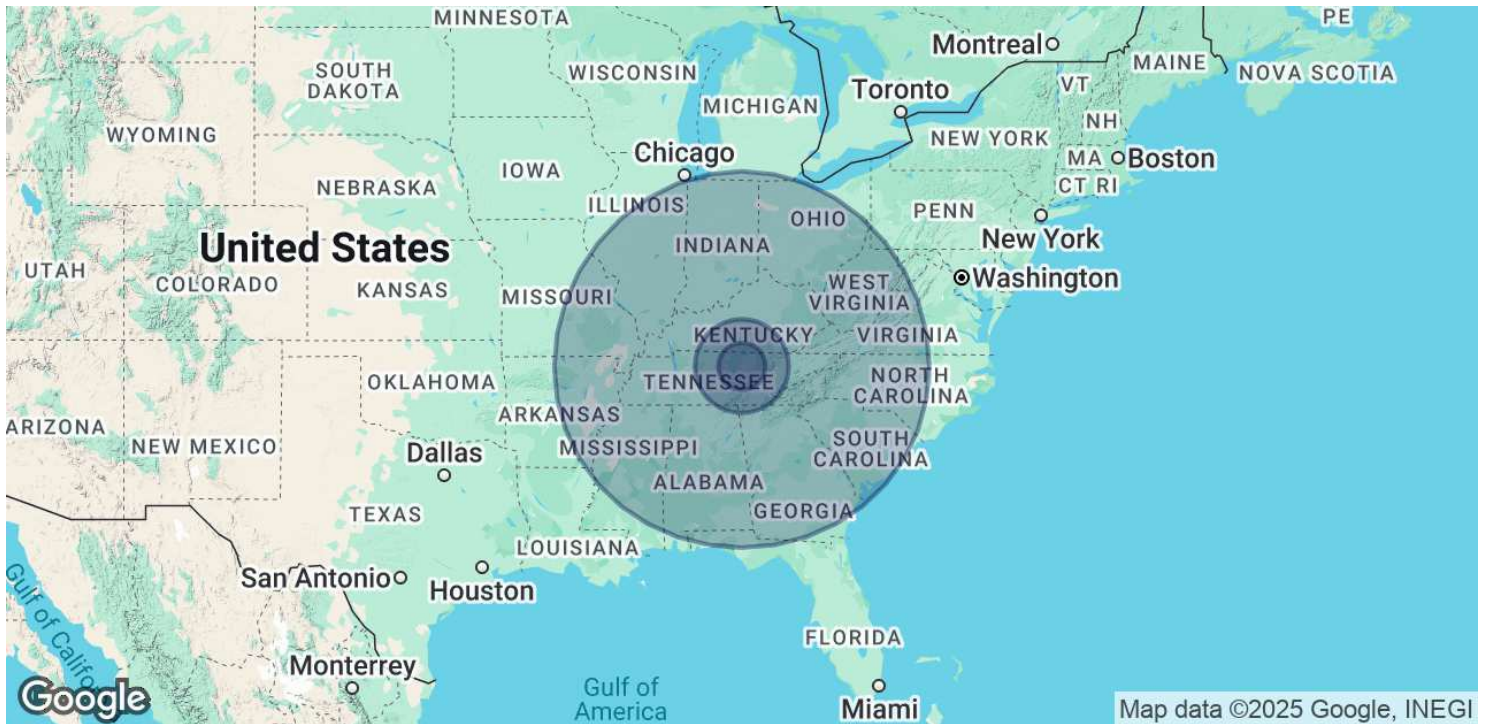 MINNESOTA
PE
Montreal
MAINE
NOVA SCOTIA
SOUTH
DAKOTA
WISCONSIN
MICHIGAN
Toronto
VT
NH
WYOMING
NEW YORK
Chicago
MA
Boston
IOWA
CT RI
NEBRASKA
ILLINOIS
OHIO
PENN
New York
United States
INDIANA
UTAH
COLORADO
KANSAS
MISSOURI
WEST
VIRGINIA
Washington
KENTUCKY
VIRGINIA
OKLAHOMA
TENNESSEE
NORTH
CAROLINA
ARKANSAS
ARIZONA
NEW MEXICO
MISSISSIPPI
SOUTH
CAROLINA
Dallas
ALABAMA
TEXAS
GEORGIA
LOUISIANA
San Antonio
Houston
Gulf of Califo
FLORIDA
Monterrey
Gulf of
America
Miami
Google
Map data ©2025 Google, INEGI